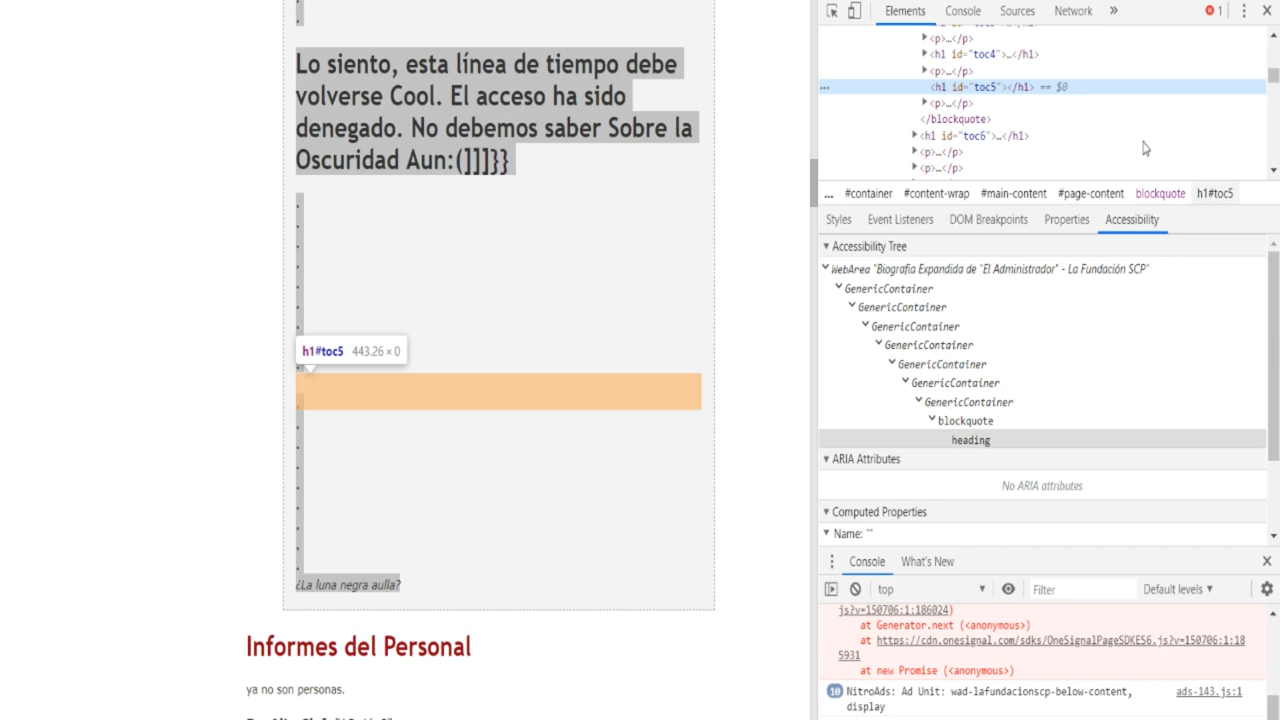 Lo siento, esta línea de tiempo debe
volverse Cool. El acceso ha sido
denegado. No debemos saber Sobre la
Oscuridad Aun:(]]]}}
h1#toc5 443.26 × 0
¿La luna negra aulla?
Informes del Personal
ya no son personas.
Elements Console Sources Network » 1
<p>…</p>
<h1 id="toc4">…</h1>
<p>…</p>
… <h1 id="toc5"></h1> == $0
<p>…</p>
</blockquote>
<h1 id="toc6">…</h1>
<p>…</p>
<p>…</p>
... #container #content-wrap #main-content #page-content blockquote h1#toc5
Styles Event Listeners DOM Breakpoints Properties Accessibility
Accessibility Tree
WebArea "Biografia Expandida de "El Administrador" - La Fundación SCP"
GenericContainer
GenericContainer
GenericContainer
GenericContainer
GenericContainer
GenericContainer
GenericContainer
blockquote
heading
ARIA Attributes
No ARIA attributes
Computed Properties
Name: ""
Console What's New
top Filter Default levels
js?v=150706:1:186024)
at Generator.next (<anonymous>)
at https://cdn.onesignal.com/sdks/OneSignalPageSDKES6.js?v=150706:1:18
5931
at new Promise (<anonymous>)
10 NitroAds: Ad Unit: wad-lafundacionscp-below-content, ads-143.js:1
display